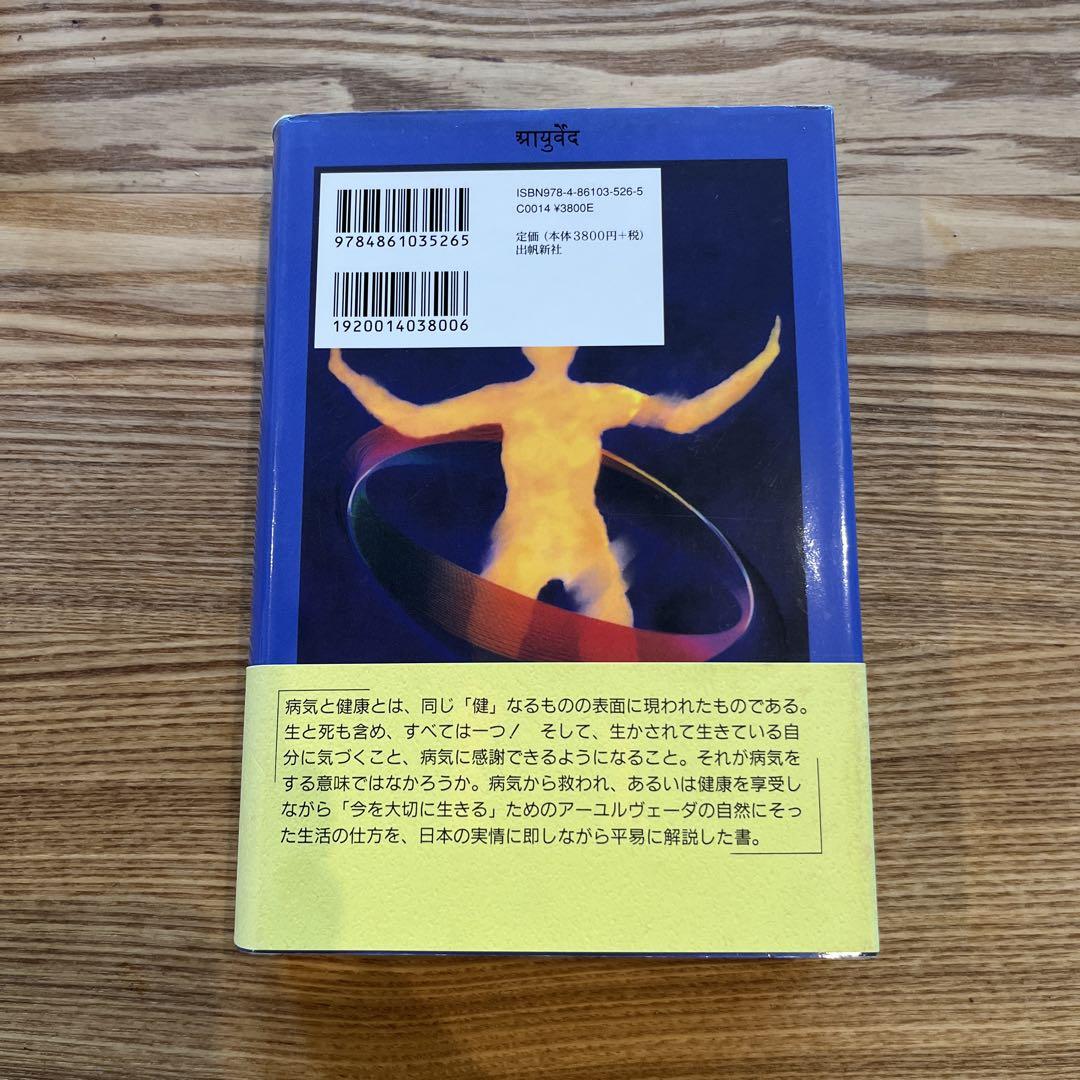 आयुर्वेद
ISBN978-4-86103-526-5
C0014 ¥3800E
定価（本体3800円＋税）
出帆新社
9784861035265
1920014038006
病気と健康とは、同じ「健」なるものの表面に現われたものである。
生と死も含め、すべては一つ！　そして、生かされて生きている自
分に気づくこと、病気に感謝できるようになること。それが病気を
する意味ではなかろうか。病気から救われ、あるいは健康を享受し
ながら「今を大切に生きる」ためのアーユルヴェーダの自然にそっ
た生活の仕方を、日本の実情に即しながら平易に解説した書。